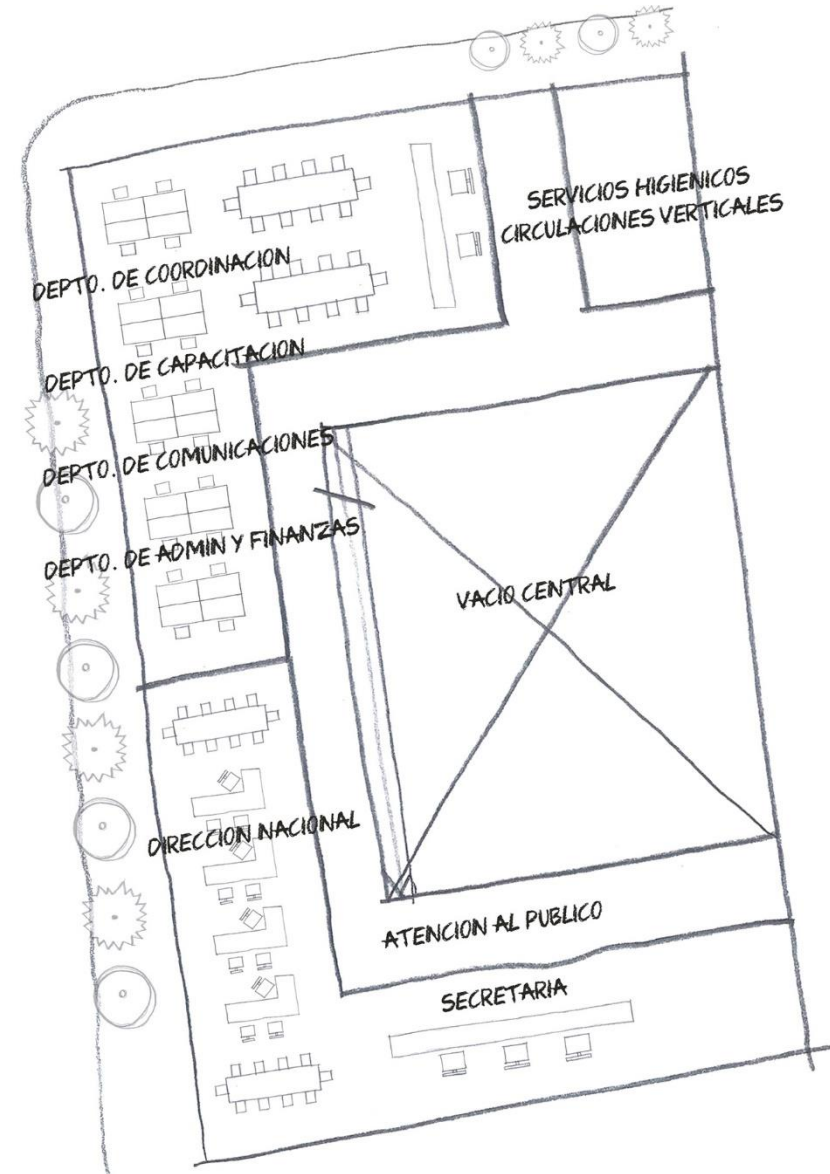 SERVICIOS HIGIENICOS
CIRCULACIONES VERTICALES
DEPTO. DE COORDINACION
DEPTO. DE CAPACITACION
DEPTO. DE COMUNICACIONES
DEPTO. DE ADMIN Y FINANZAS
VACIO CENTRAL
DIRECCION NACIONAL
ATENCION AL PUBLICO
SECRETARIA